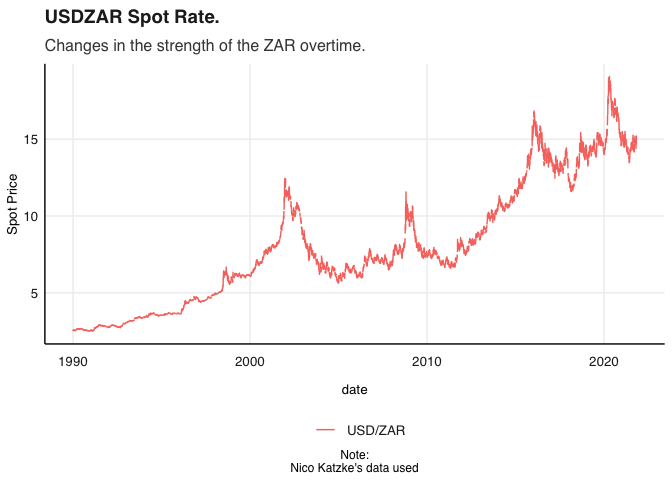 USDZAR Spot Rate.
Changes in the strength of the ZAR overtime.
Spot Price
15
10
5
1990 2000 2010 2020
date
USD/ZAR
Note:
Nico Katzke's data used